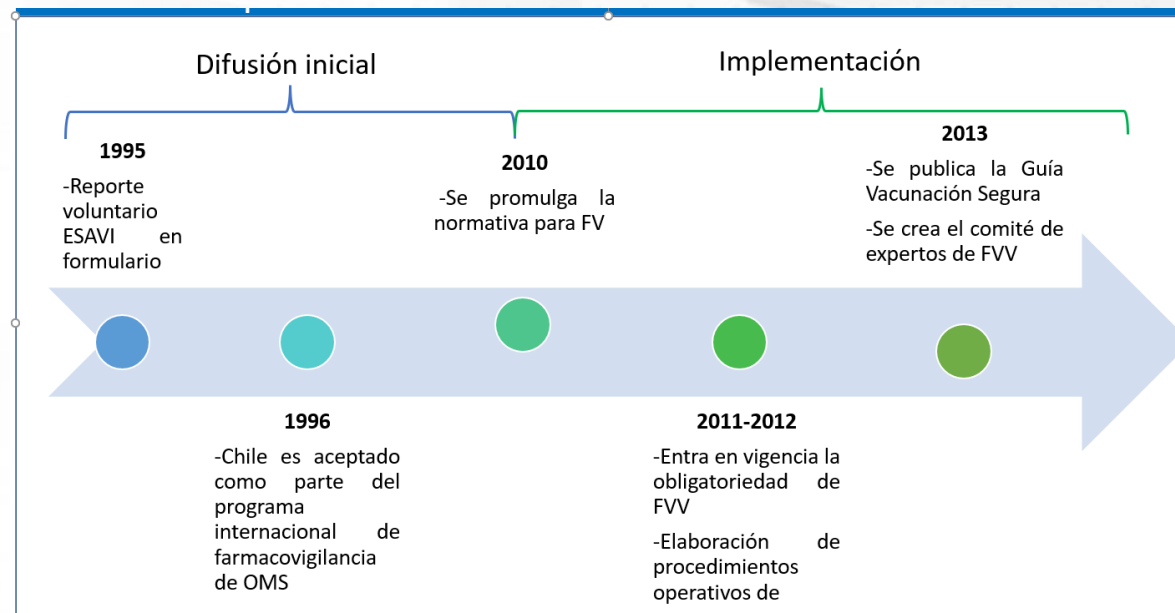 Difusión inicial
Implementación
1995
-Reporte
voluntario
ESAVI en
formulario
2010
-Se promulga la
normativa para FV
2013
-Se publica la Guía
Vacunación Segura
-Se crea el comité de
expertos de FVV
1996
-Chile es aceptado
como parte del
programa
internacional de
farmacovigilancia
de OMS
2011-2012
-Entra en vigencia la
obligatoriedad de
FVV
-Elaboración de
procedimientos
operativos de